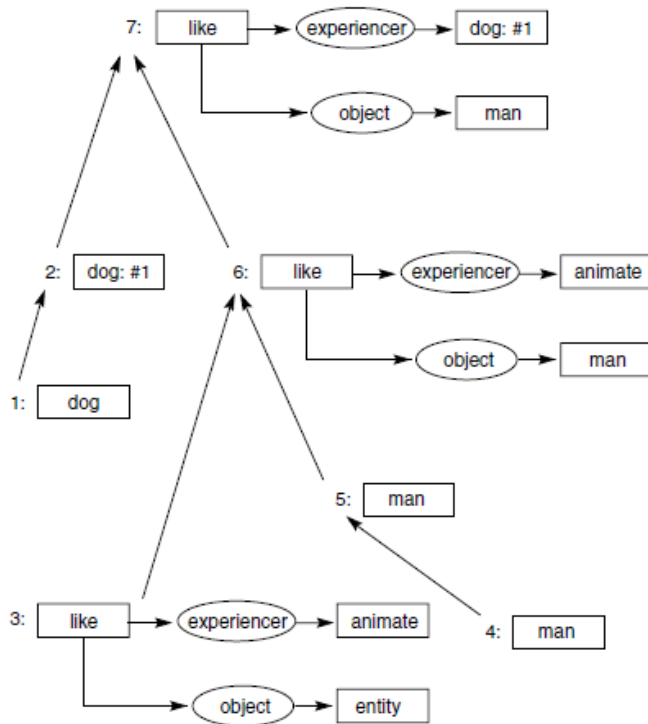 7: like experiencer dog: #1
object man
2: dog: #1 6: like experiencer animate
object man
1: dog
5: man
3: like experiencer animate 4: man
object entity